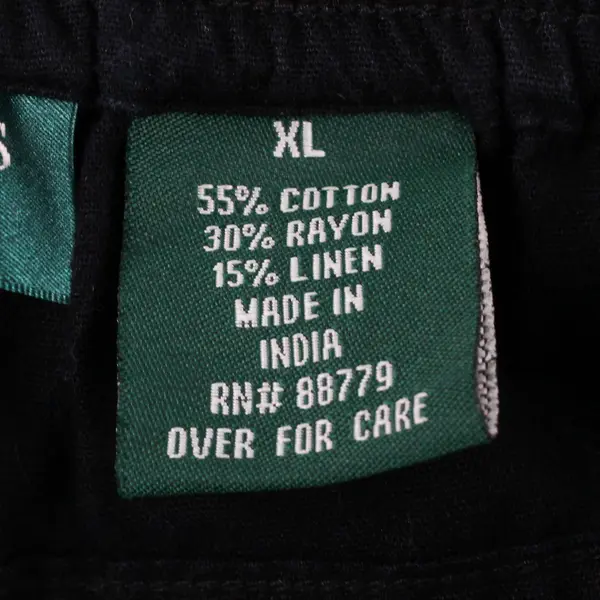 XL
55% COTTON
30% RAYON
15% LINEN
MADE IN
INDIA
RN# 88779
OVER FOR CARE